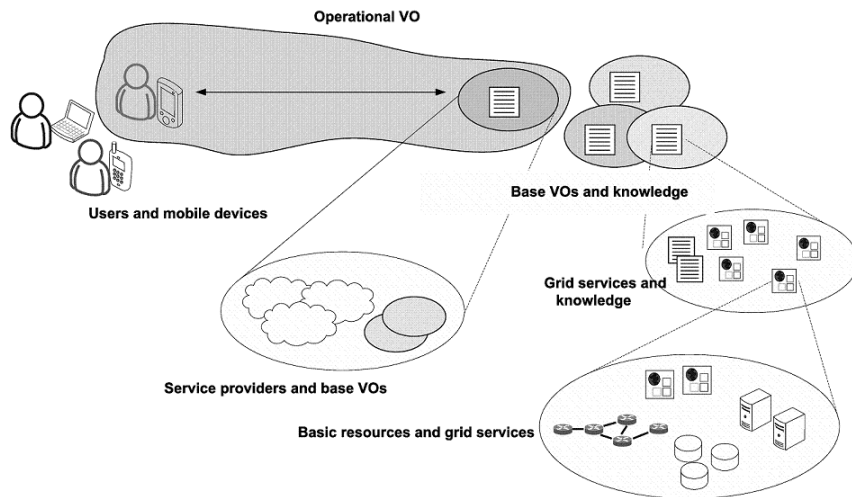 Operational VO
Base VOs and knowledge
Users and mobile devices
Grid services and
knowledge
Service providers and base VOs
Basic resources and grid services